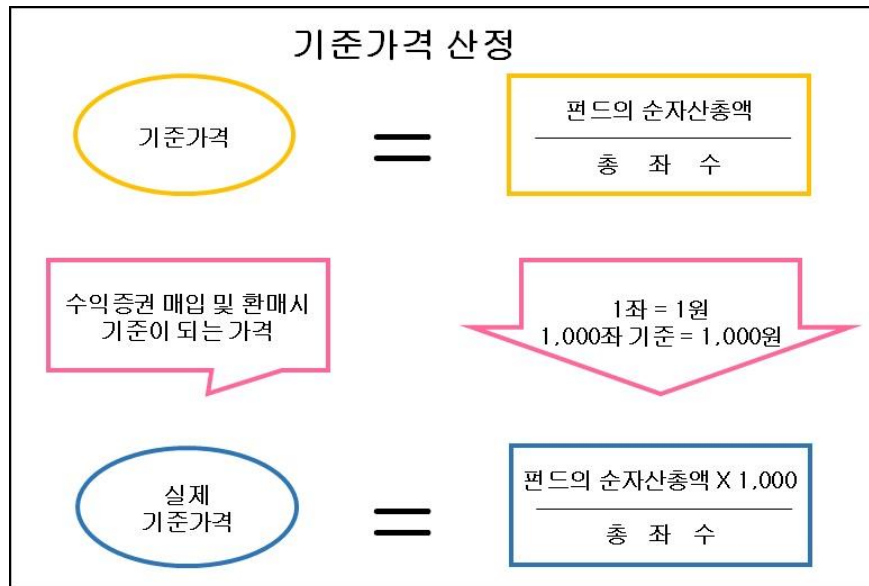 기준가격 산정
기준가격
=
펀드의 순자산총액
총 좌 수
수익증권 매입 및 환매시
기준이 되는 가격
1좌 = 1원
1,000좌 기준 = 1,000원
실제
기준가격
=
펀드의 순자산총액 X 1,000
총 좌 수